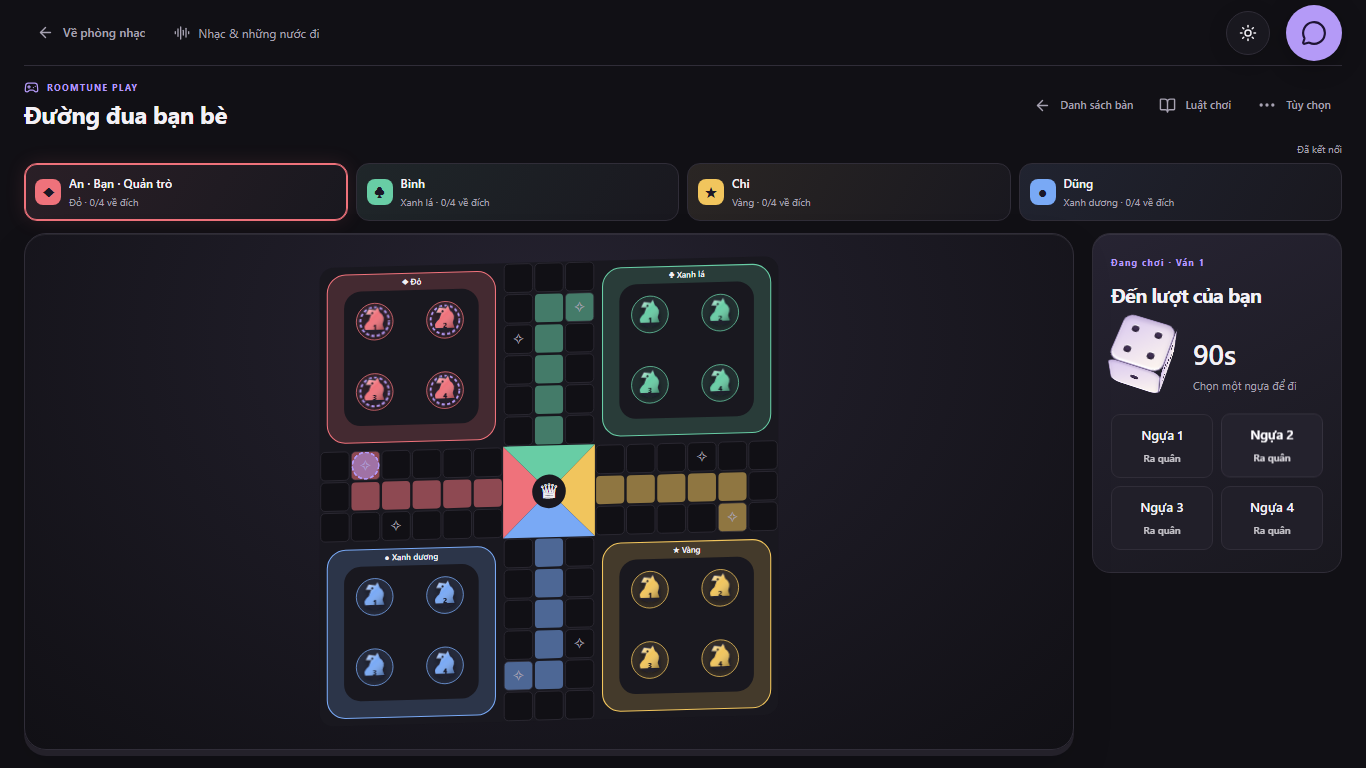 Về phòng nhạc
Nhạc & những nước đi
ROOMTUNE PLAY
Đường đua bạn bè
Danh sách bàn
Luật chơi
Tùy chọn
Đã kết nối
An · Bạn · Quản trò
Đỏ · 0/4 về đích
Bình
Xanh lá · 0/4 về đích
Chi
Vàng · 0/4 về đích
Dũng
Xanh dương · 0/4 về đích
◆ Đỏ
♣ Xanh lá
● Xanh dương
★ Vàng
Đang chơi · Ván 1
Đến lượt của bạn
90s
Chọn một ngựa để đi
Ngựa 1
Ra quân
Ngựa 2
Ra quân
Ngựa 3
Ra quân
Ngựa 4
Ra quân